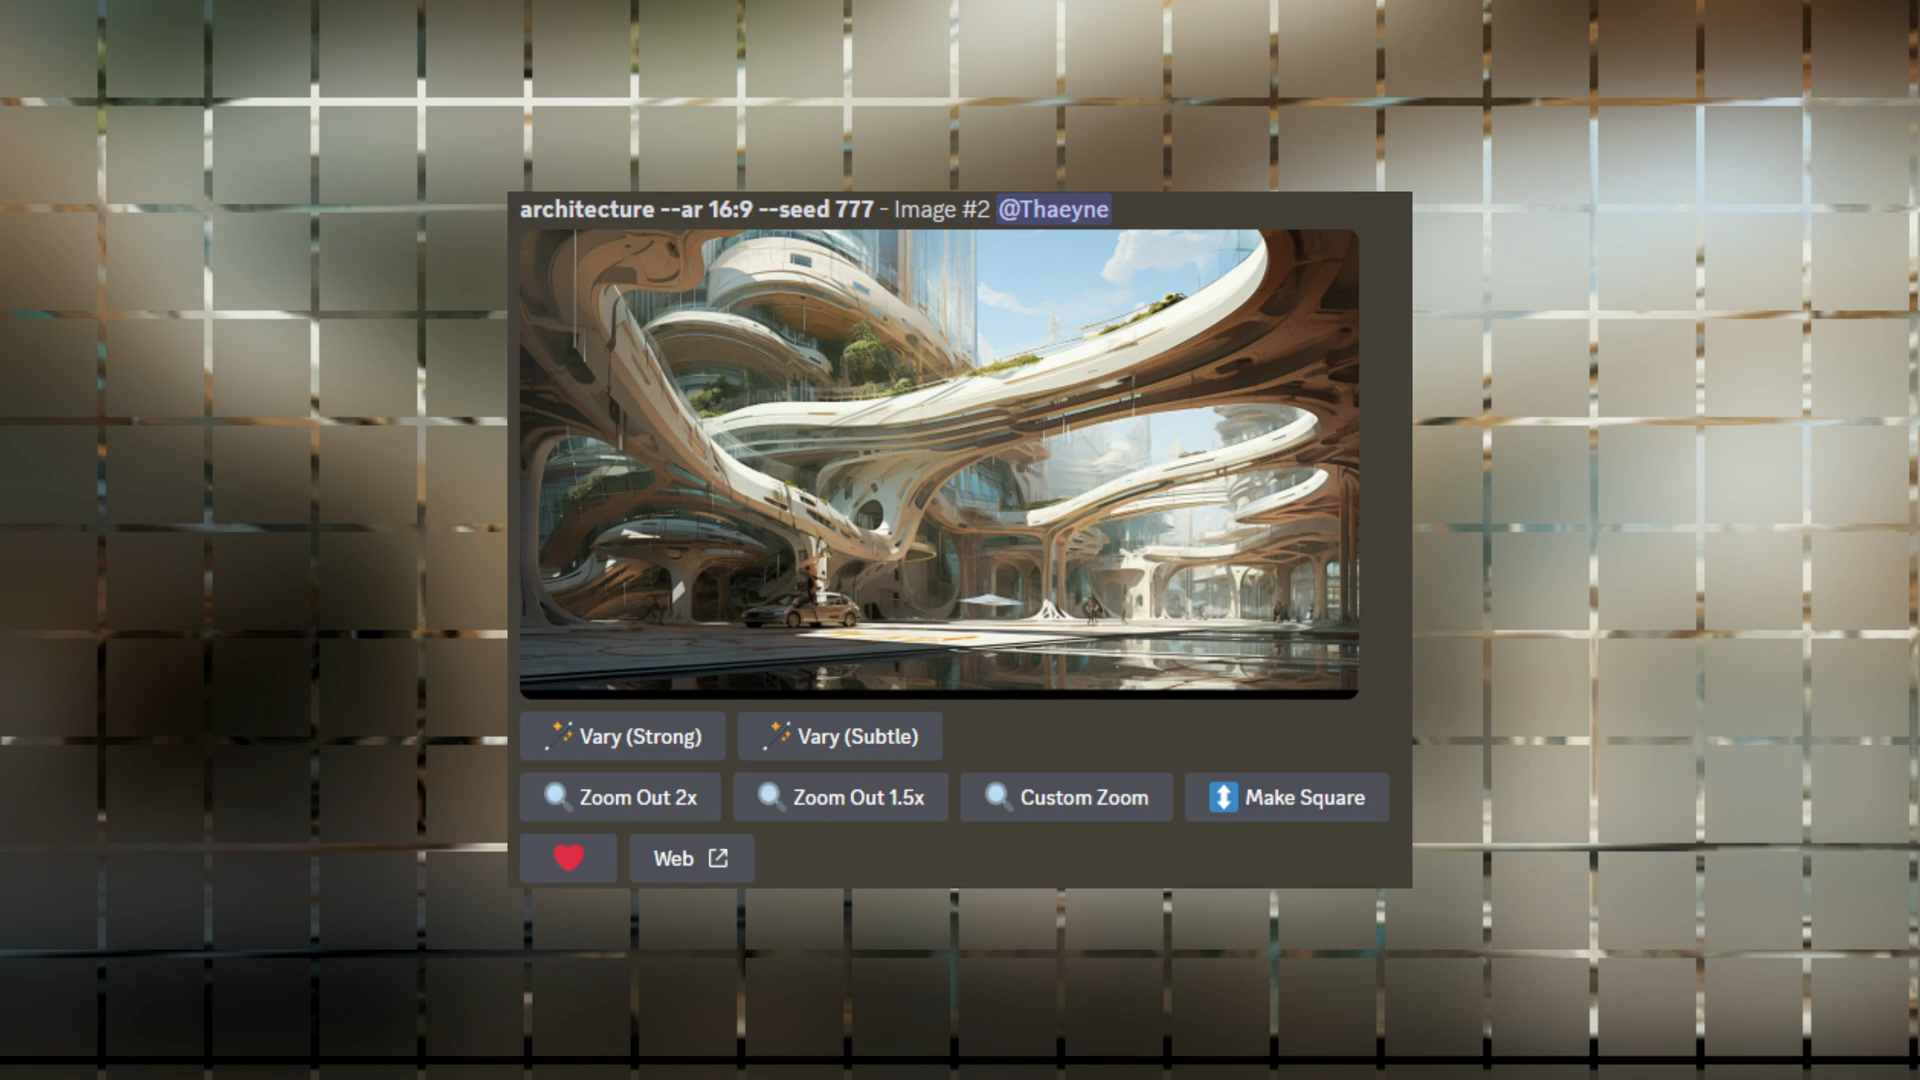 architecture --ar 16:9 --seed 777 - Image #2 @Thaeyne
Vary (Strong) Vary (Subtle)
Zoom Out 2x Zoom Out 1.5x Custom Zoom Make Square
Web